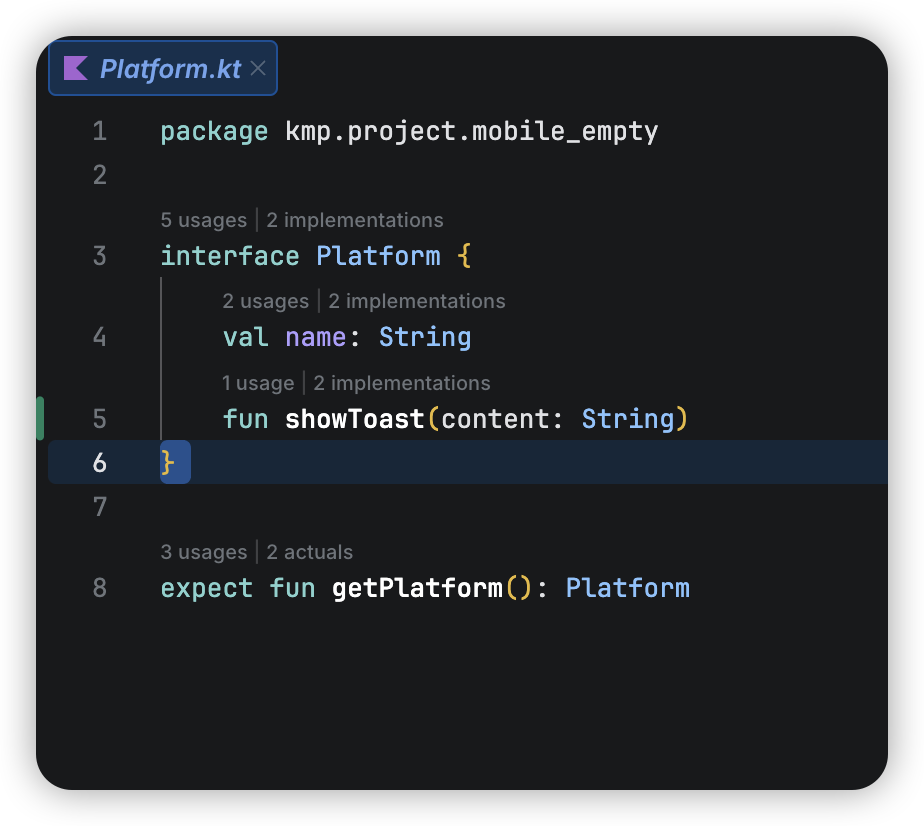 Platform.kt
1 package kmp.project.mobile_empty
2
5 usages | 2 implementations
3 interface Platform {
2 usages | 2 implementations
4 val name: String
1 usage | 2 implementations
5 fun showToast(content: String)
6 }
7
3 usages | 2 actuals
8 expect fun getPlatform(): Platform